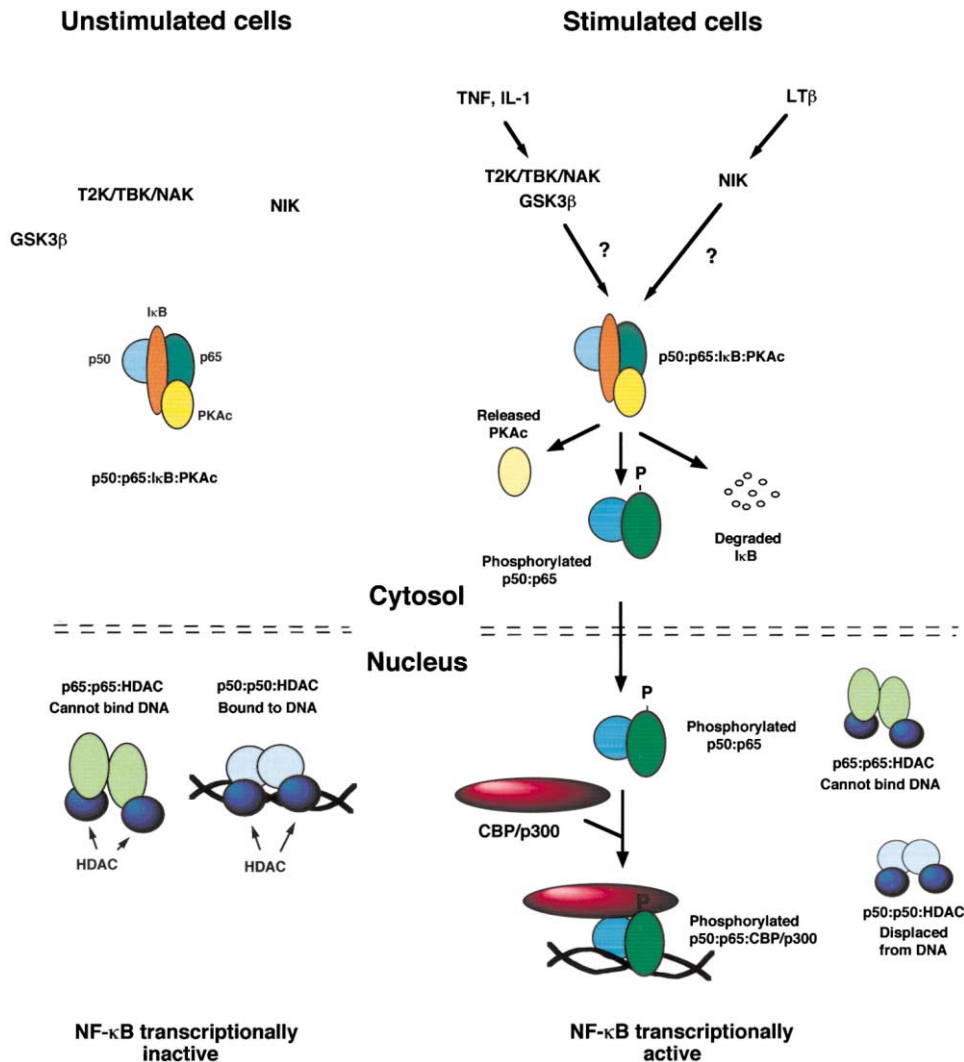 Unstimulated cells
T2K/TBK/NAK
NIK
GSK3β
IκB
p50
p65
PKAc
p50:p65:IκB:PKAc
Stimulated cells
TNF, IL-1
LTβ
T2K/TBK/NAK
GSK3β
NIK
?
?
p50:p65:IκB:PKAc
Released
PKAc
P
Phosphorylated
p50:p65
Degraded
IκB
Cytosol
Nucleus
p65:p65:HDAC
Cannot bind DNA
p50:p50:HDAC
Bound to DNA
HDAC
HDAC
P
Phosphorylated
p50:p65
p65:p65:HDAC
Cannot bind DNA
CBP/p300
P
Phosphorylated
p50:p65:CBP/p300
p50:p50:HDAC
Displaced
from DNA
NF-κB transcriptionally
inactive
NF-κB transcriptionally
active